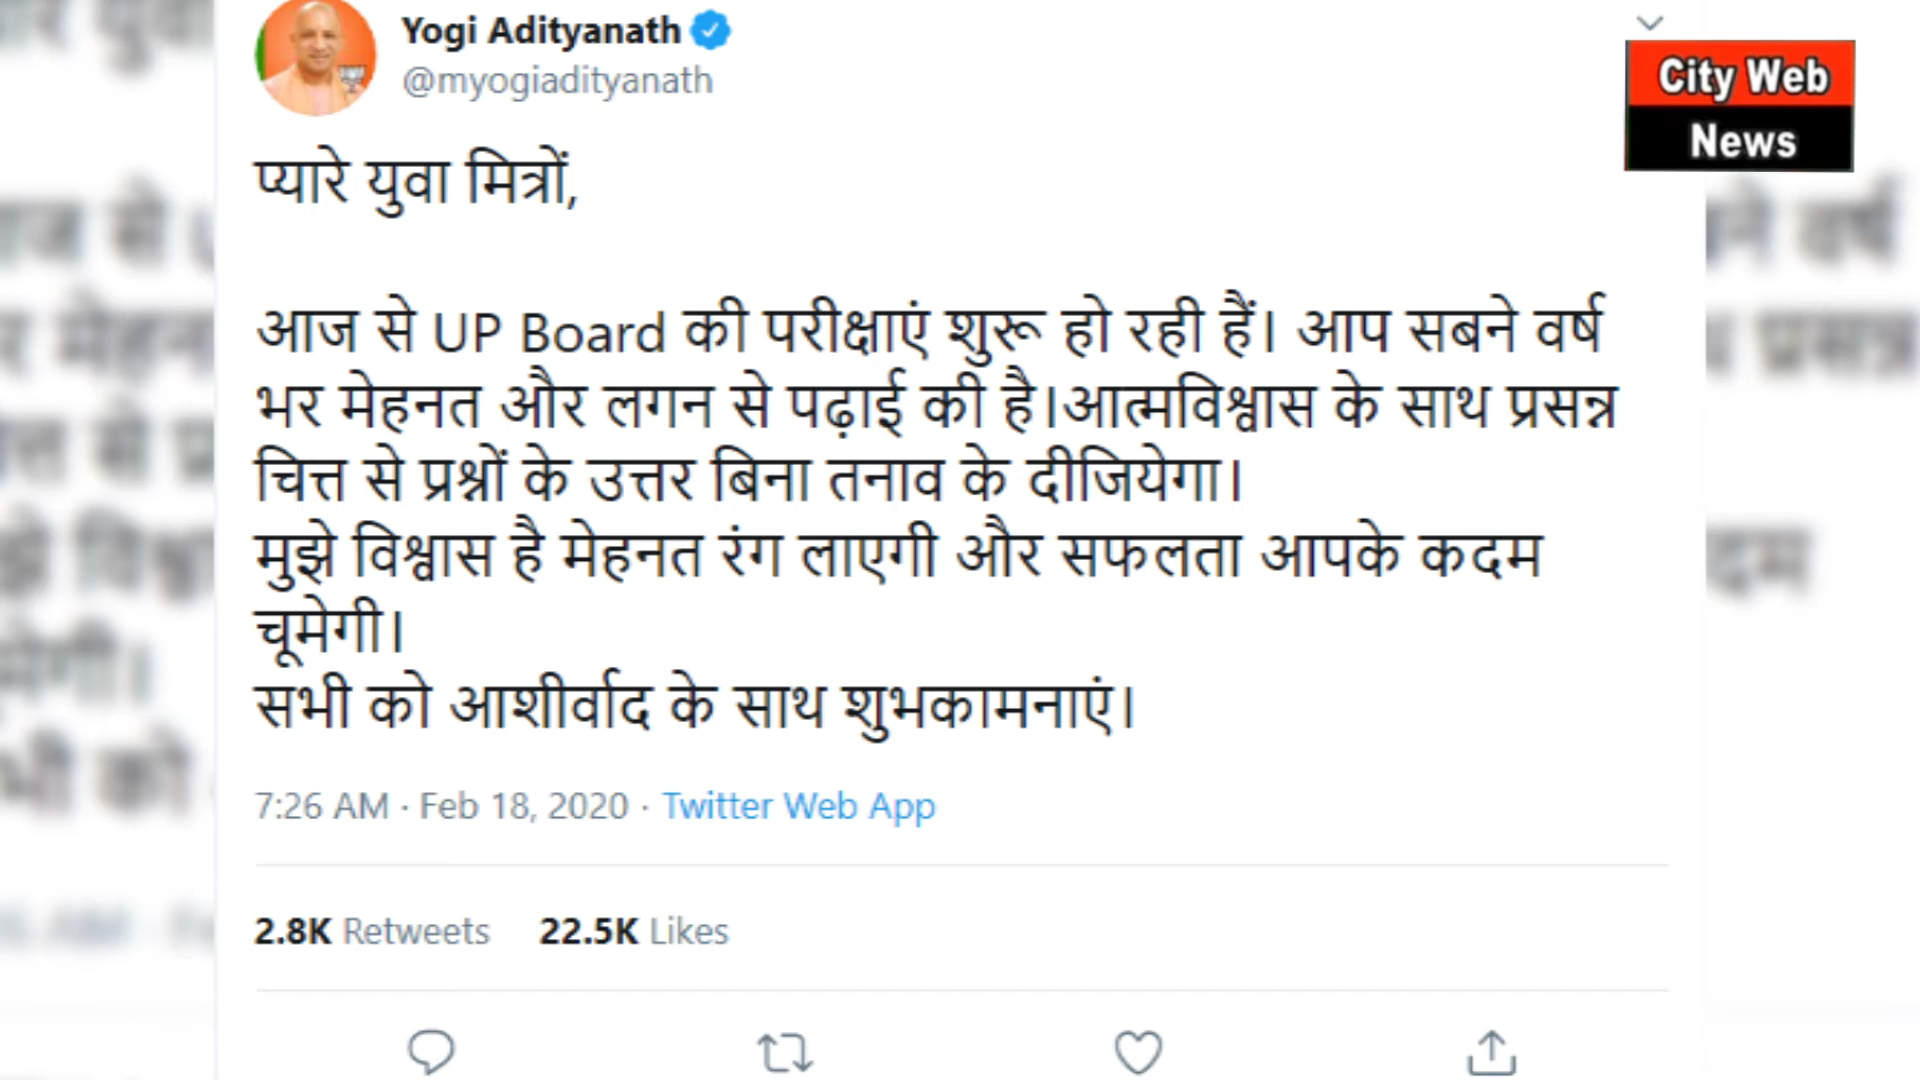 Yogi Adityanath
@myogiadityanath
City Web
News
प्यारे युवा मित्रों,
आज से UP Board की परीक्षाएं शुरू हो रही हैं। आप सबने वर्ष
भर मेहनत और लगन से पढ़ाई की है।आत्मविश्वास के साथ प्रसन्न
चित्त से प्रश्नों के उत्तर बिना तनाव के दीजियेगा।
मुझे विश्वास है मेहनत रंग लाएगी और सफलता आपके कदम
चूमेगी।
सभी को आशीर्वाद के साथ शुभकामनाएं।
7:26 AM · Feb 18, 2020 · Twitter Web App
2.8K Retweets 22.5K Likes